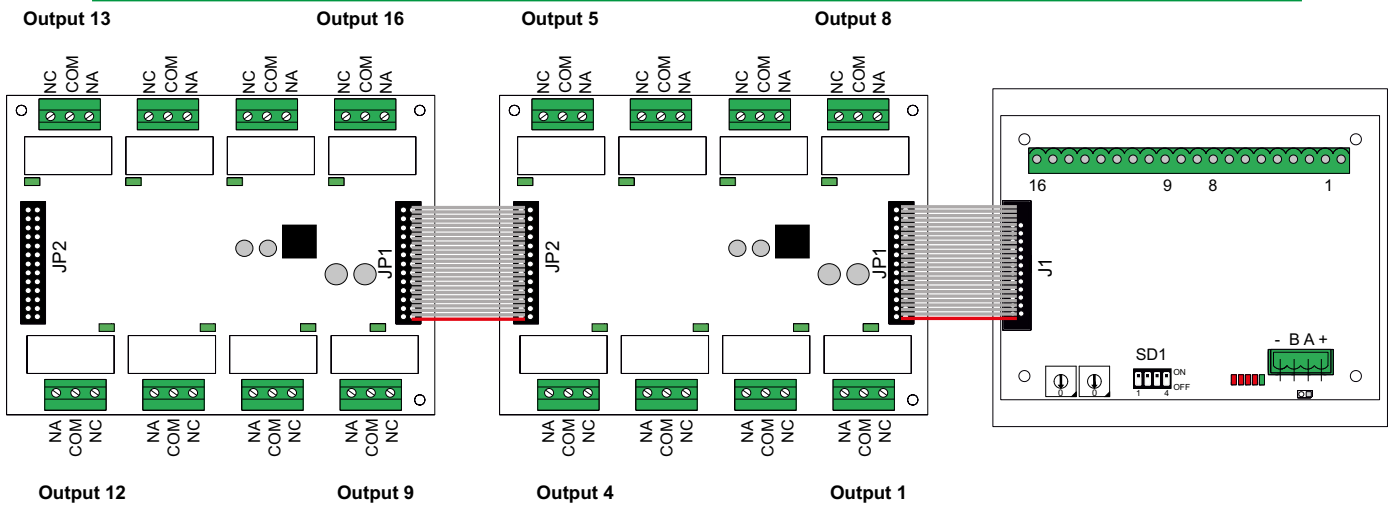 Output 13 Output 16 Output 5 Output 8
NC COM NA NC COM NA NC COM NA NC COM NA NC COM NA NC COM NA NC COM NA NC COM NA
16 9 8 1
JP2 JP1 JP2 JP1 J1
- B A +
SD1
ON
OFF
0 0 1 4
NA COM NC NA COM NC NA COM NC NA COM NC NA COM NC NA COM NC NA COM NC NA COM NC
Output 12 Output 9 Output 4 Output 1